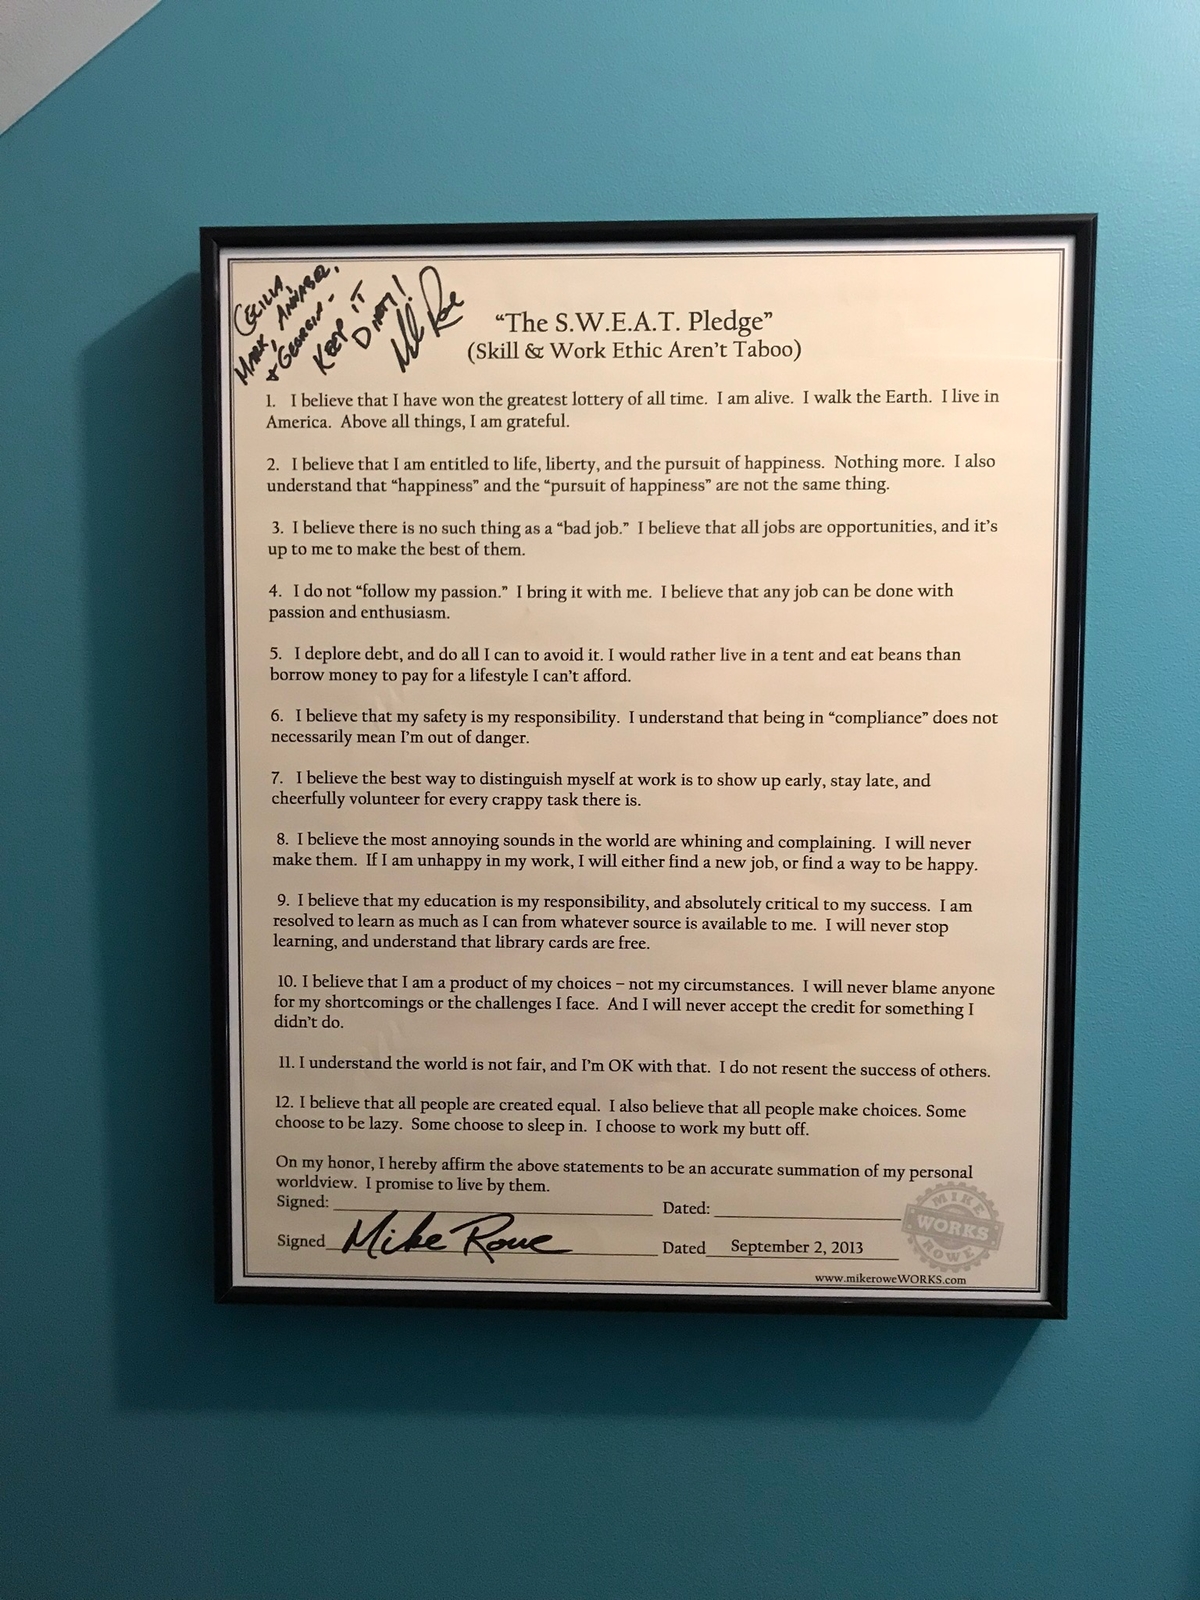 CECILIA,
MARK, ANNABEL,
& GEORGIA -
KEEP IT
DIRTY!
Mike Rowe
“The S.W.E.A.T. Pledge”
(Skill & Work Ethic Aren’t Taboo)
1. I believe that I have won the greatest lottery of all time. I am alive. I walk the Earth. I live in
America. Above all things, I am grateful.
2. I believe that I am entitled to life, liberty, and the pursuit of happiness. Nothing more. I also
understand that “happiness” and the “pursuit of happiness” are not the same thing.
3. I believe there is no such thing as a “bad job.” I believe that all jobs are opportunities, and it’s
up to me to make the best of them.
4. I do not “follow my passion.” I bring it with me. I believe that any job can be done with
passion and enthusiasm.
5. I deplore debt, and do all I can to avoid it. I would rather live in a tent and eat beans than
borrow money to pay for a lifestyle I can’t afford.
6. I believe that my safety is my responsibility. I understand that being in “compliance” does not
necessarily mean I’m out of danger.
7. I believe the best way to distinguish myself at work is to show up early, stay late, and
cheerfully volunteer for every crappy task there is.
8. I believe the most annoying sounds in the world are whining and complaining. I will never
make them. If I am unhappy in my work, I will either find a new job, or find a way to be happy.
9. I believe that my education is my responsibility, and absolutely critical to my success. I am
resolved to learn as much as I can from whatever source is available to me. I will never stop
learning, and understand that library cards are free.
10. I believe that I am a product of my choices – not my circumstances. I will never blame anyone
for my shortcomings or the challenges I face. And I will never accept the credit for something I
didn’t do.
11. I understand the world is not fair, and I’m OK with that. I do not resent the success of others.
12. I believe that all people are created equal. I also believe that all people make choices. Some
choose to be lazy. Some choose to sleep in. I choose to work my butt off.
On my honor, I hereby affirm the above statements to be an accurate summation of my personal
worldview. I promise to live by them.
Signed: Dated:
Signed Mike Rowe Dated September 2, 2013
MIKE
WORKS
ROWE
www.mikeroweWORKS.com